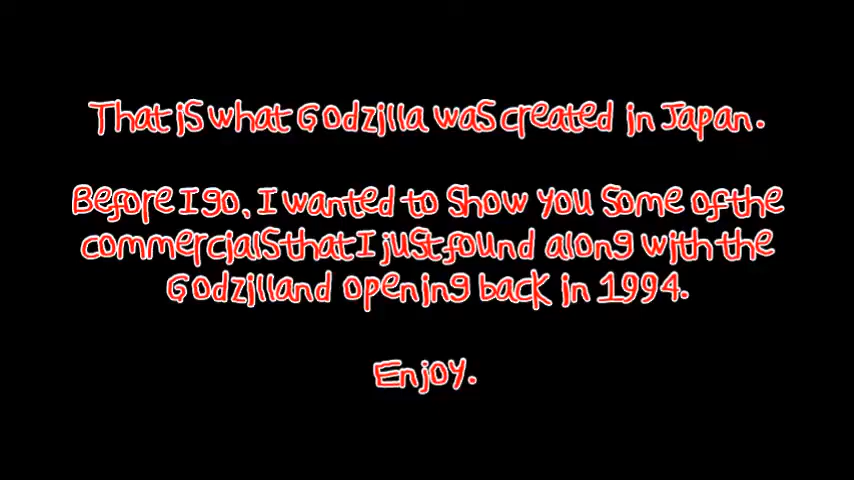 That is what Godzilla was created in Japan.
Before I go, I wanted to show you some of the
commercials that I just found along with the
Godzilland opening back in 1994.
Enjoy.